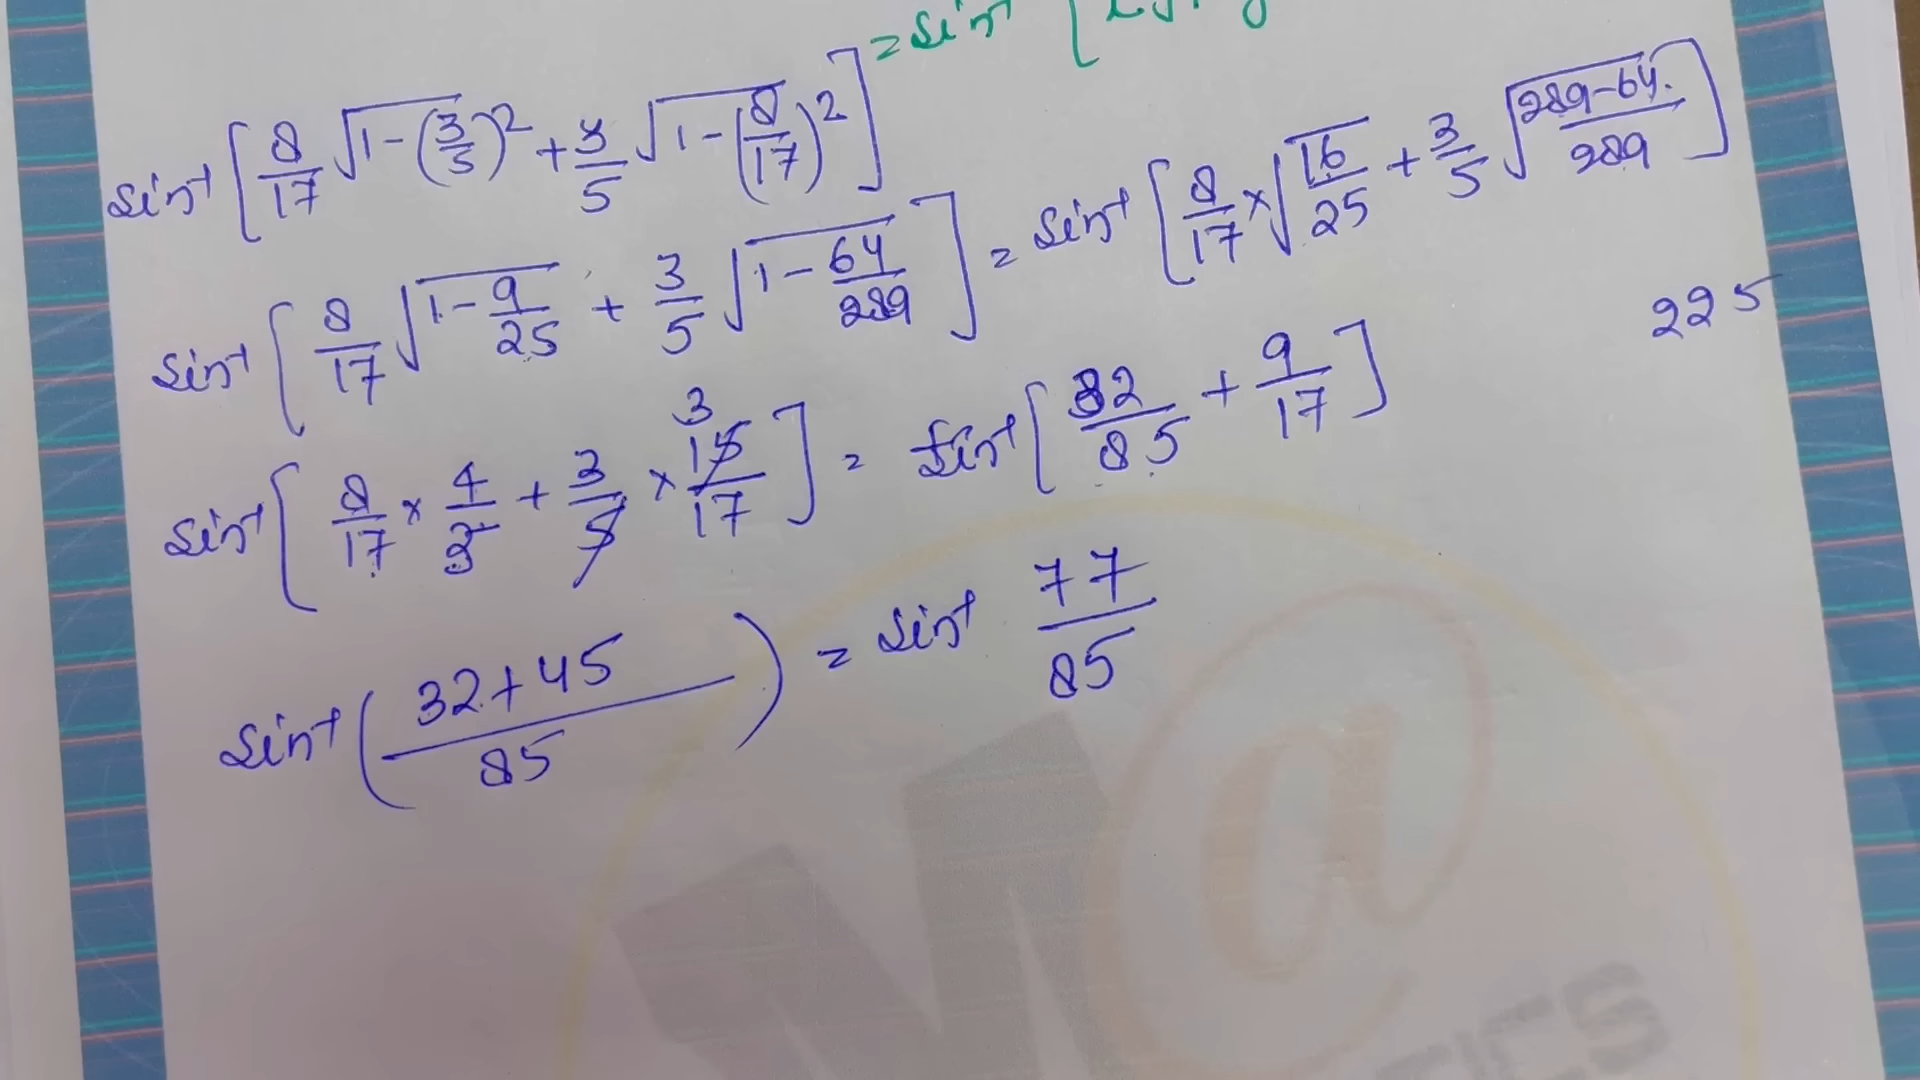 = sin⁻¹ [
sin⁻¹ [ 8/17 √(1-(3/5)²) + 3/5 √(1-(8/17)²) ]
sin⁻¹ [ 8/17 √(1-9/25) + 3/5 √(1-64/289) ] = sin⁻¹ [ 8/17 × √(16/25) + 3/5 √((289-64)/289) ]
225
sin⁻¹ [ 8/17 × 4/5 + 3/5 × 15/17 ] = sin⁻¹ [ 32/85 + 9/17 ]
3
sin⁻¹ ( (32+45)/85 ) = sin⁻¹ 77/85
@
ICS